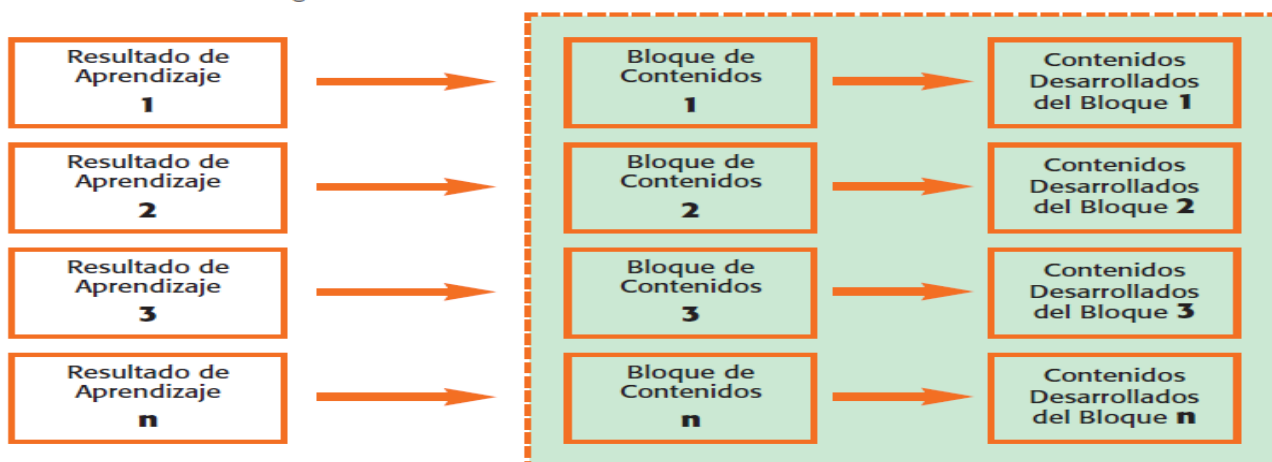 Resultado de
Aprendizaje
1
Bloque de
Contenidos
1
Contenidos
Desarrollados
del Bloque 1
Resultado de
Aprendizaje
2
Bloque de
Contenidos
2
Contenidos
Desarrollados
del Bloque 2
Resultado de
Aprendizaje
3
Bloque de
Contenidos
3
Contenidos
Desarrollados
del Bloque 3
Resultado de
Aprendizaje
n
Bloque de
Contenidos
n
Contenidos
Desarrollados
del Bloque n